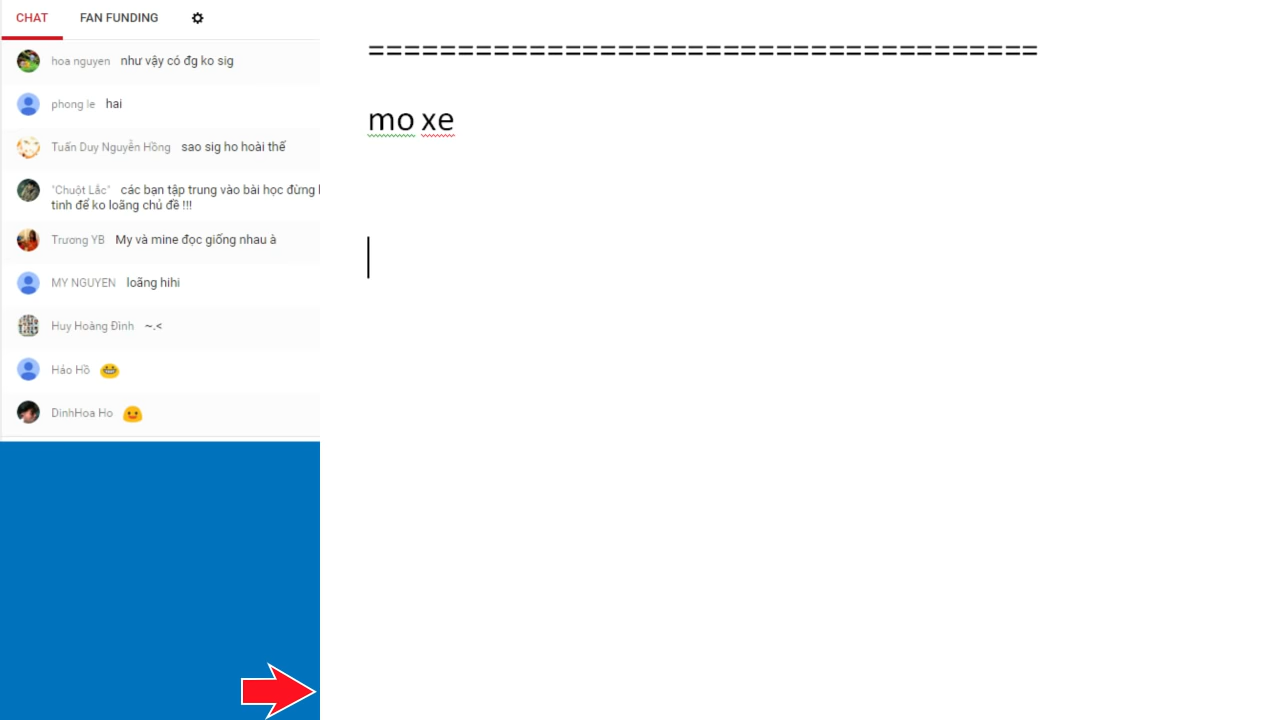 CHAT FAN FUNDING
hoa nguyen như vậy có đg ko sig
phong le hai
Tuấn Duy Nguyễn Hồng sao sig ho hoài thế
"Chuột Lắc" các bạn tập trung vào bài học đừng
tinh để ko loãng chủ đề !!!
Trương YB My và mine đọc giống nhau à
MY NGUYEN loãng hihi
Huy Hoàng Đình ~.<
Hảo Hồ
DinhHoa Ho
=====================================
mo xe